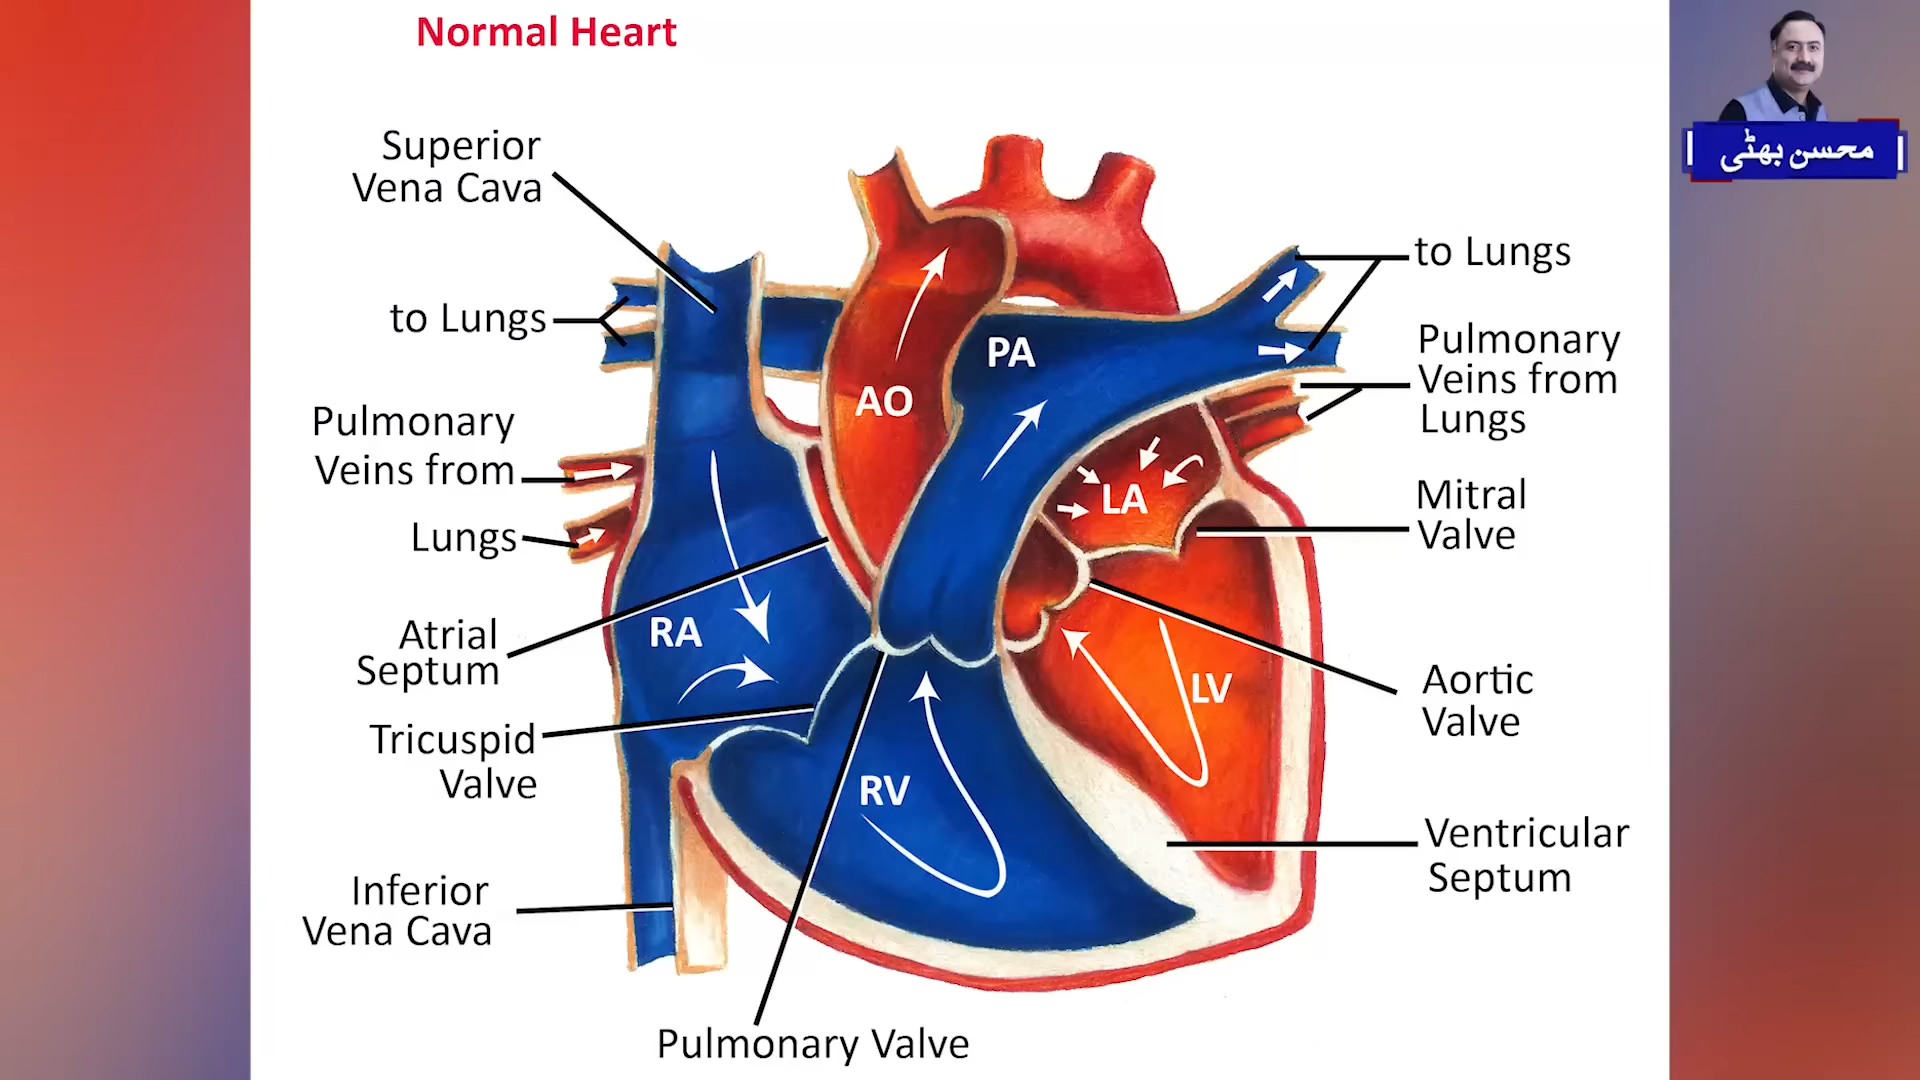 Normal Heart
محسن بھٹی
Superior
Vena Cava
to Lungs
Pulmonary
Veins from
Lungs
Atrial
Septum
Tricuspid
Valve
Inferior
Vena Cava
Pulmonary Valve
AO
PA
LA
RA
RV
LV
to Lungs
Pulmonary
Veins from
Lungs
Mitral
Valve
Aortic
Valve
Ventricular
Septum